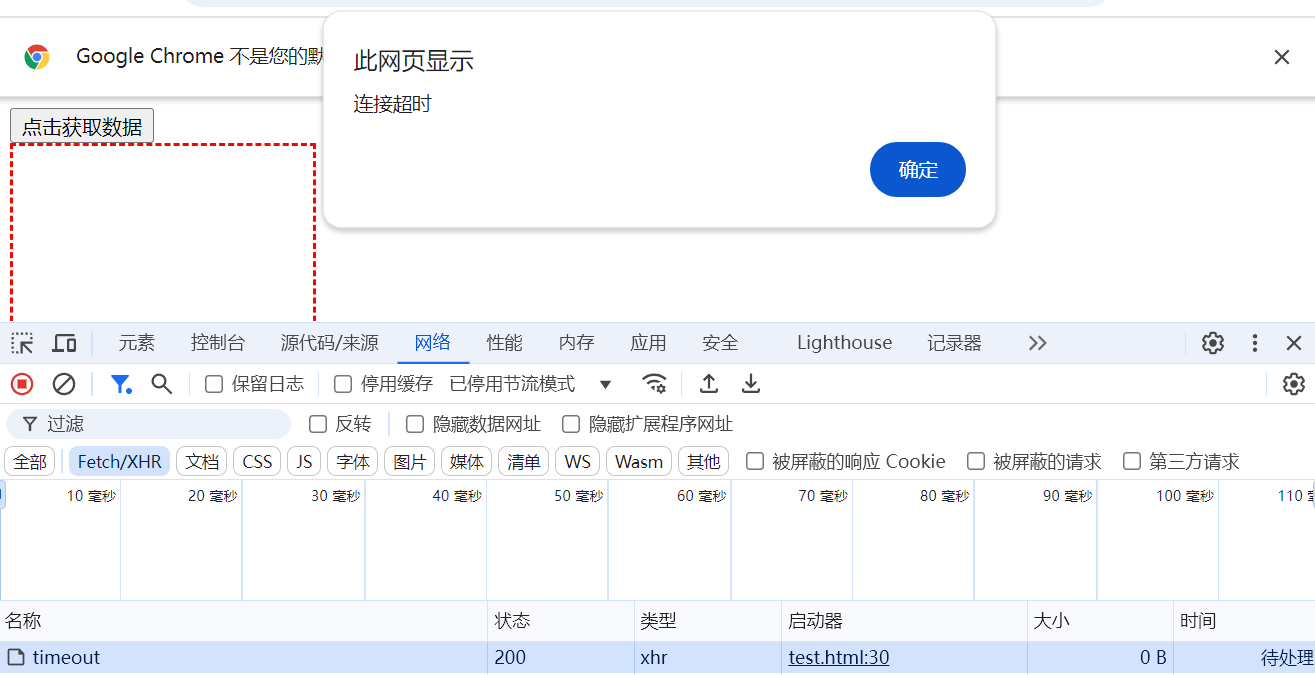 此网页显示
Google Chrome 不是您的默
连接超时
点击获取数据
确定
元素 控制台 源代码/来源 网络 性能 内存 应用 安全 Lighthouse 记录器
保留日志 停用缓存 已停用节流模式
过滤 反转 隐藏数据网址 隐藏扩展程序网址
全部 Fetch/XHR 文档 CSS JS 字体 图片 媒体 清单 WS Wasm 其他 被屏蔽的响应 Cookie 被屏蔽的请求 第三方请求
10 毫秒 20 毫秒 30 毫秒 40 毫秒 50 毫秒 60 毫秒 70 毫秒 80 毫秒 90 毫秒 100 毫秒 110
名称 状态 类型 启动器 大小 时间
timeout 200 xhr test.html:30 0 B 待处理